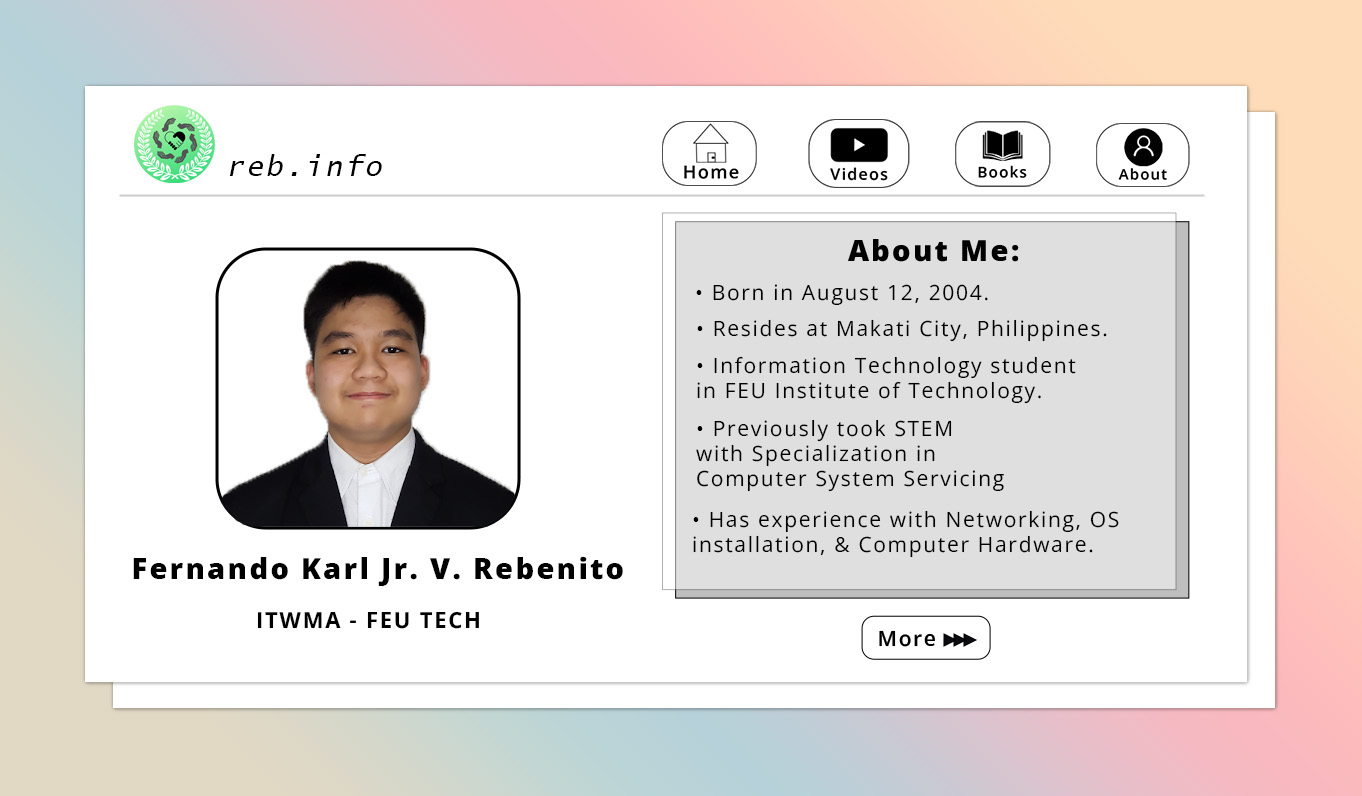 reb.info
Home
Videos
Books
About
About Me:
• Born in August 12, 2004.
• Resides at Makati City, Philippines.
• Information Technology student
in FEU Institute of Technology.
• Previously took STEM
with Specialization in
Computer System Servicing
• Has experience with Networking, OS
installation, & Computer Hardware.
Fernando Karl Jr. V. Rebenito
ITWMA - FEU TECH
More